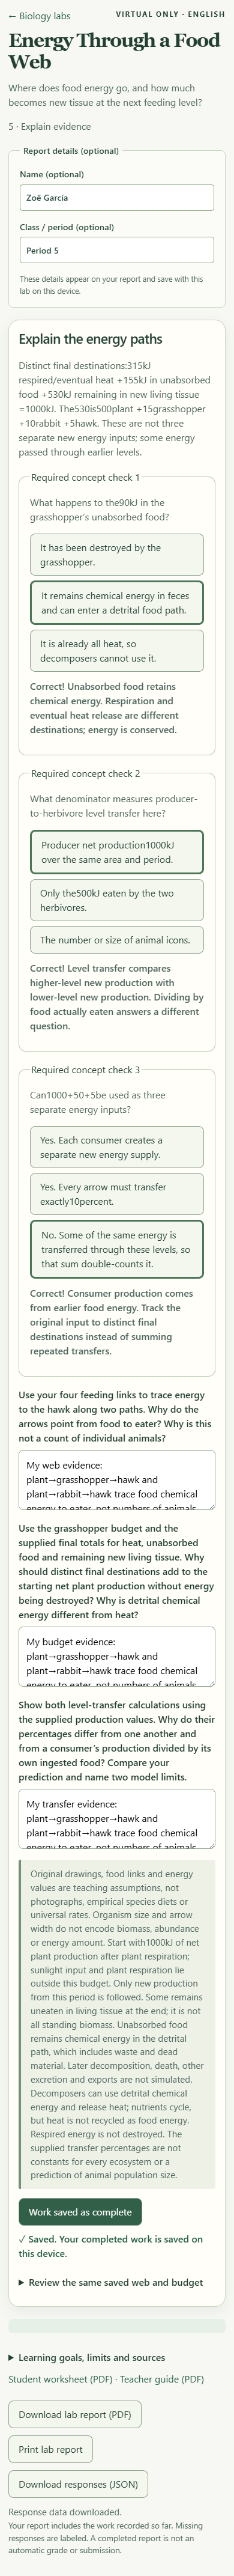 ← Biology labs
VIRTUAL ONLY · ENGLISH
Energy Through a Food
Web
Where does food energy go, and how much
becomes new tissue at the next feeding level?
5 · Explain evidence
Report details (optional)
Name (optional)
Zoë García
Class / period (optional)
Period 5
These details appear on your report and save with this
lab on this device.
Explain the energy paths
Distinct final destinations:315kJ
respired/eventual heat +155kJ in unabsorbed
food +530kJ remaining in new living tissue
=1000kJ. The530is500plant +15grasshopper
+10rabbit +5hawk. These are not three
separate new energy inputs; some energy
passed through earlier levels.
Required concept check 1
What happens to the90kJ in the
grasshopper's unabsorbed food?
It has been destroyed by the
grasshopper.
It remains chemical energy in feces
and can enter a detrital food path.
It is already all heat, so
decomposers cannot use it.
Correct! Unabsorbed food retains
chemical energy. Respiration and
eventual heat release are different
destinations; energy is conserved.
Required concept check 2
What denominator measures producer-
to-herbivore level transfer here?
Producer net production1000kJ
over the same area and period.
Only the500kJ eaten by the two
herbivores.
The number or size of animal icons.
Correct! Level transfer compares
higher-level new production with
lower-level new production. Dividing by
food actually eaten answers a different
question.
Required concept check 3
Can1000+50+5be used as three
separate energy inputs?
Yes. Each consumer creates a
separate new energy supply.
Yes. Every arrow must transfer
exactly10percent.
No. Some of the same energy is
transferred through these levels, so
that sum double-counts it.
Correct! Consumer production comes
from earlier food energy. Track the
original input to distinct final
destinations instead of summing
repeated transfers.
Use your four feeding links to trace energy
to the hawk along two paths. Why do the
arrows point from food to eater? Why is this
not a count of individual animals?
My web evidence:
plant→grasshopper→hawk and
plant→rabbit→hawk trace food chemical
energy to eater, not numbers of animals
Use the grasshopper budget and the
supplied final totals for heat, unabsorbed
food and remaining new living tissue. Why
should distinct final destinations add to the
starting net plant production without energy
being destroyed? Why is detrital chemical
energy different from heat?
My budget evidence:
plant→grasshopper→hawk and
plant→rabbit→hawk trace food chemical
energy to eater, not numbers of animals
Show both level-transfer calculations using
the supplied production values. Why do their
percentages differ from one another and
from a consumer's production divided by its
own ingested food? Compare your
prediction and name two model limits.
My transfer evidence:
plant→grasshopper→hawk and
plant→rabbit→hawk trace food chemical
energy to eater, not numbers of animals
Original drawings, food links and energy
values are teaching assumptions, not
photographs, empirical species diets or
universal rates. Organism size and arrow
width do not encode biomass, abundance
or energy amount. Start with1000kJ of net
plant production after plant respiration;
sunlight input and plant respiration lie
outside this budget. Only new production
from this period is followed. Some remains
uneaten in living tissue at the end; it is not
all standing biomass. Unabsorbed food
remains chemical energy in the detrital
path, which includes waste and dead
material. Later decomposition, death, other
excretion and exports are not simulated.
Decomposers can use detrital chemical
energy and release heat; nutrients cycle,
but heat is not recycled as food energy.
Respired energy is not destroyed. The
supplied transfer percentages are not
constants for every ecosystem or a
prediction of animal population size.
Work saved as complete
✓ Saved. Your completed work is saved on
this device.
▶ Review the same saved web and budget
▶ Learning goals, limits and sources
Student worksheet (PDF) · Teacher guide (PDF)
Download lab report (PDF)
Print lab report
Download responses (JSON)
Response data downloaded.
Your report includes the work recorded so far. Missing
responses are labeled. A completed report is not an
automatic grade or submission.